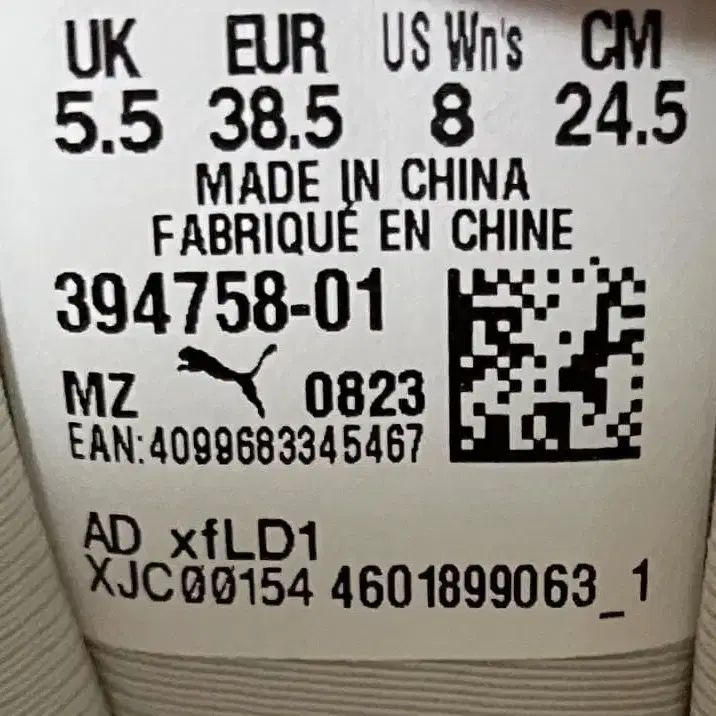 UK EUR US Wn's CM
5.5 38.5 8 24.5
MADE IN CHINA
FABRIQUÉ EN CHINE
394758-01
MZ 0823
EAN:4099683345467
AD xfLD1
XJC00154 4601899063_1